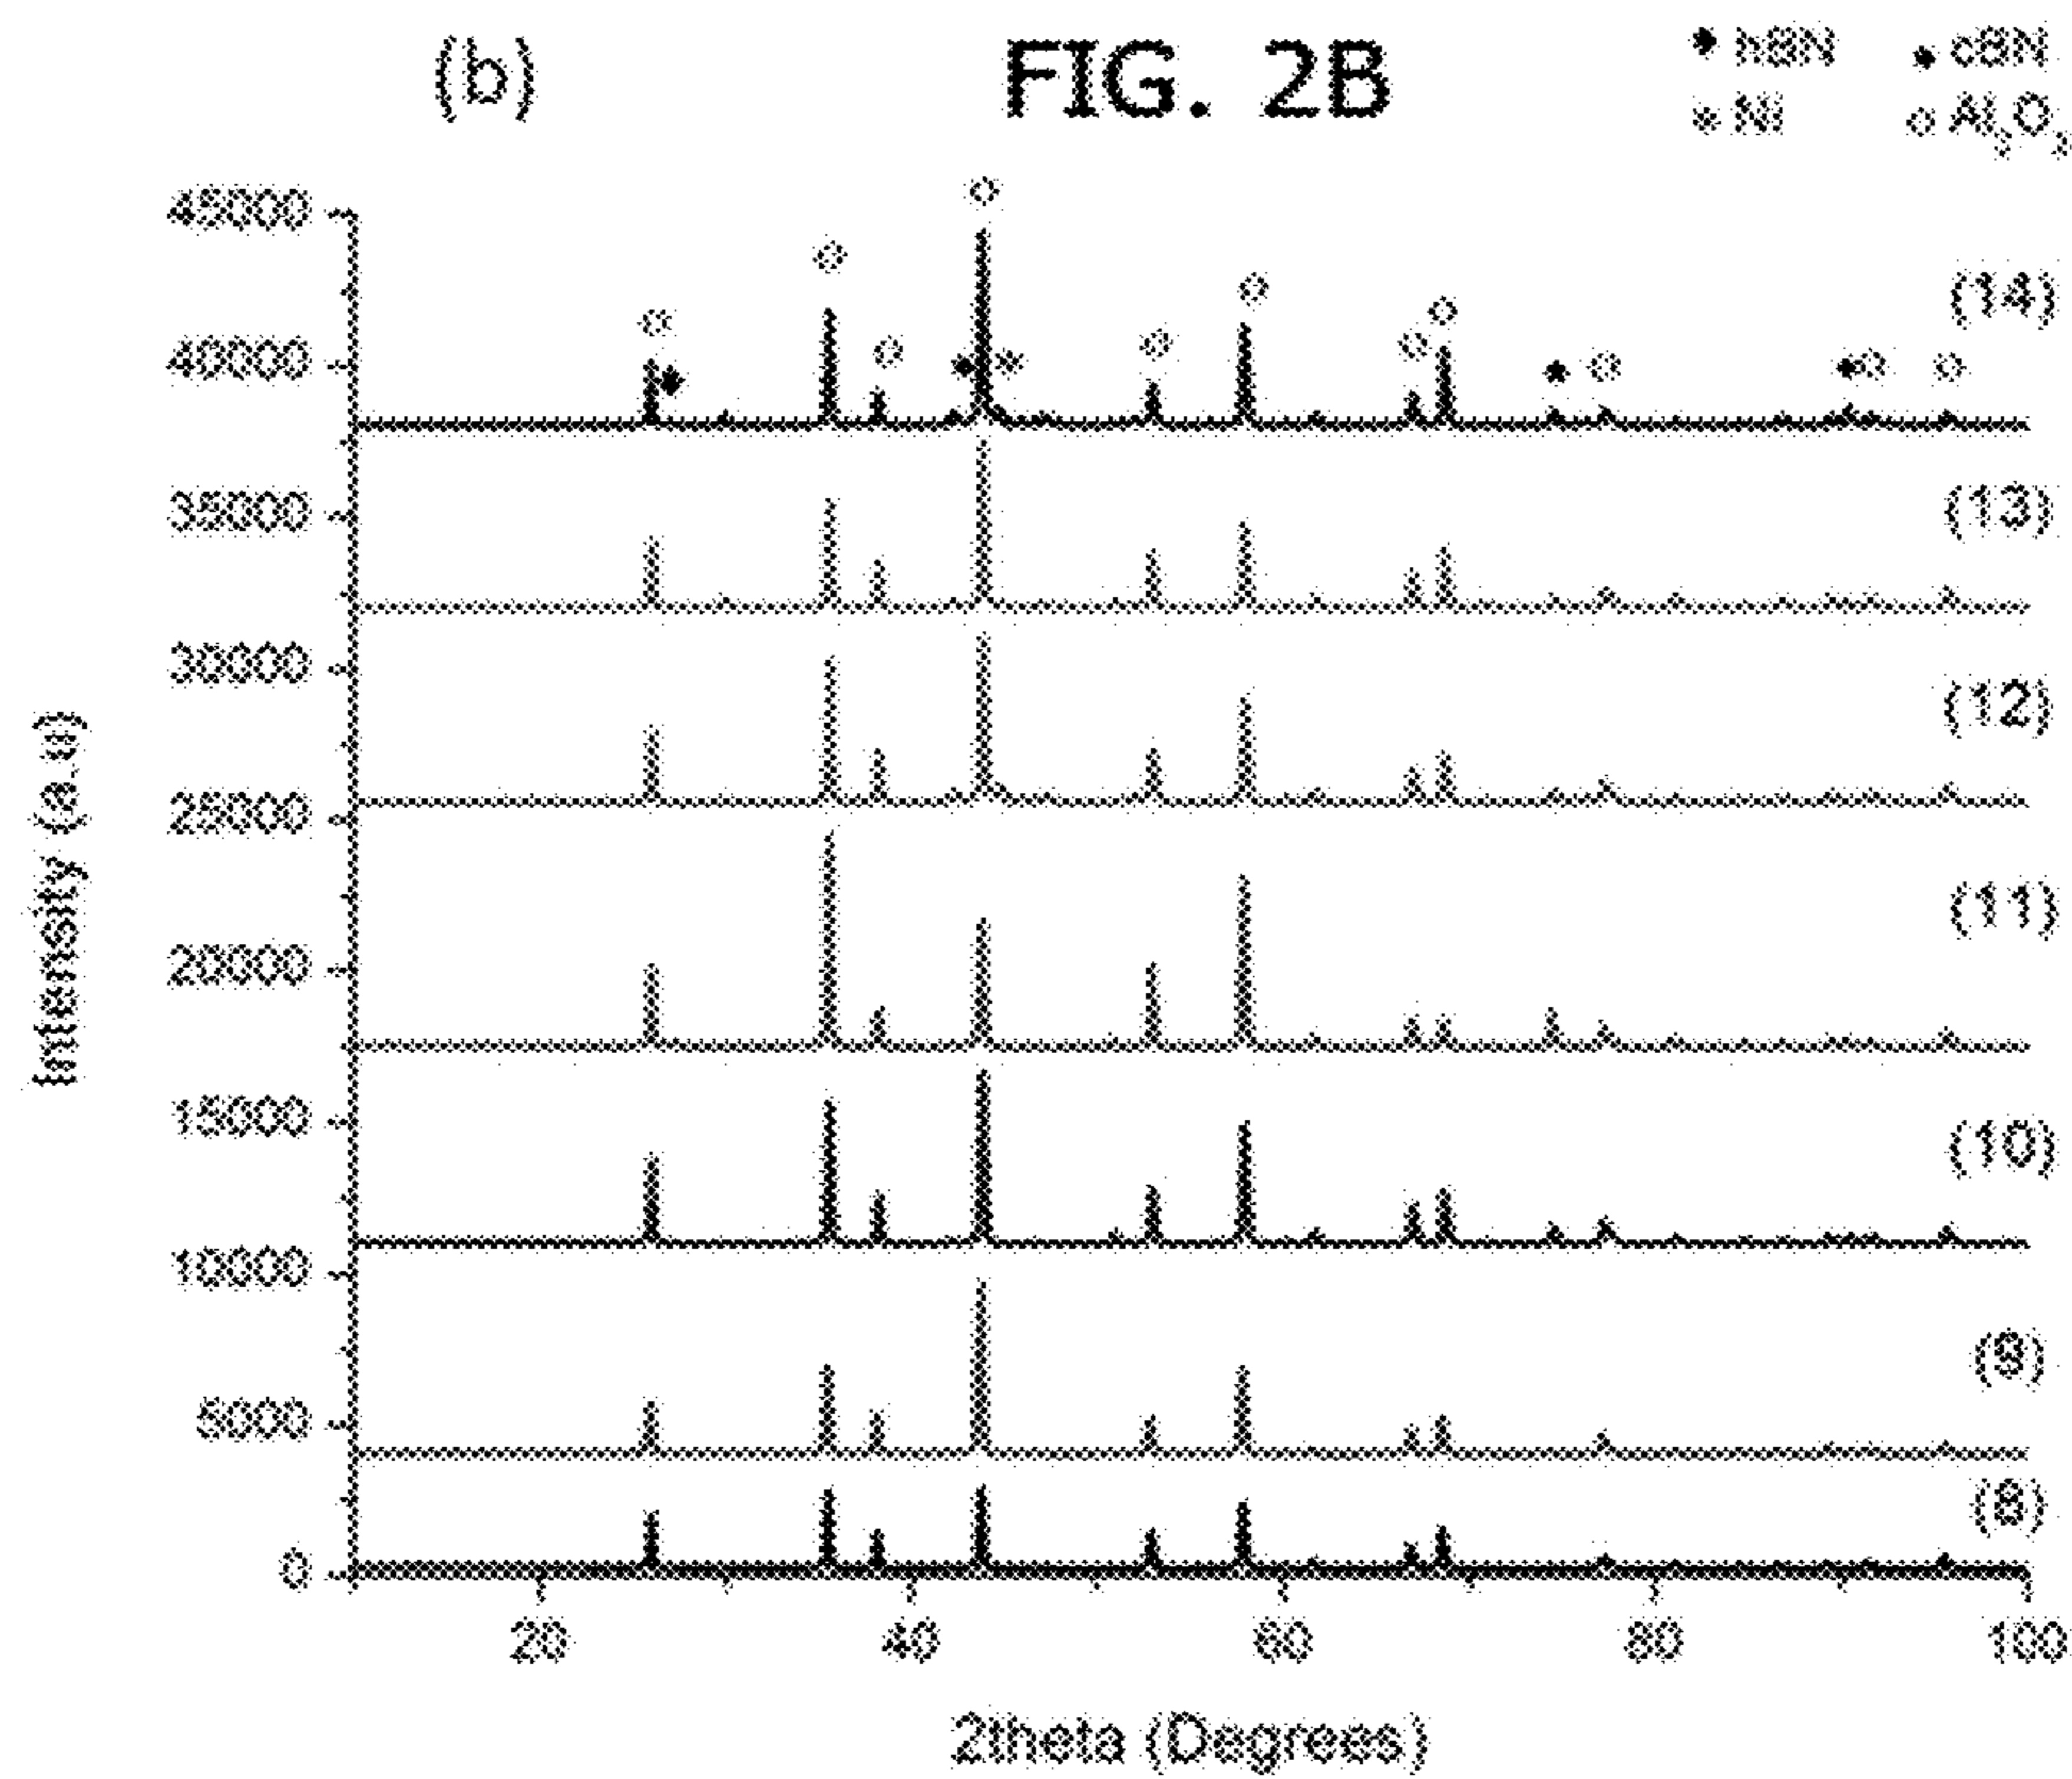 (b) FIG. 2B
hBN cBN
Ni Al2O3
45000
40000
35000
30000
25000
20000
15000
10000
5000
0
Intensity (a.u)
(14)
(13)
(12)
(11)
(10)
(9)
(8)
20 40 60 80 100
2theta (Degrees)